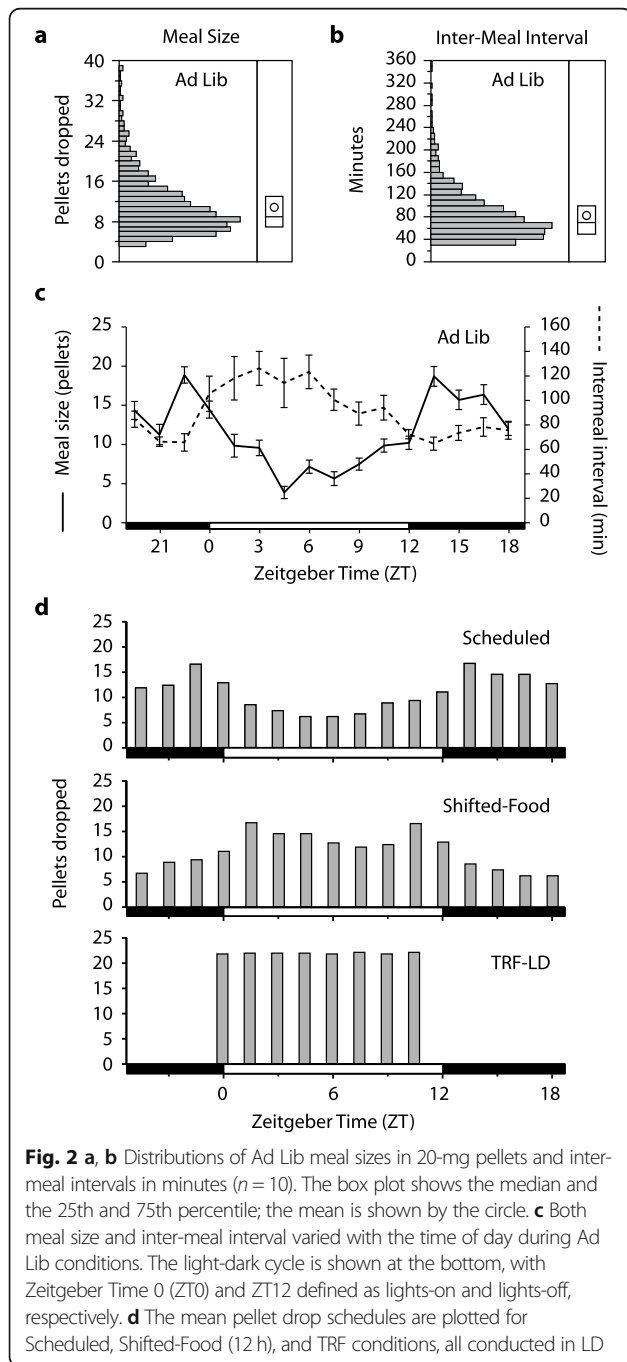 a Meal Size
Ad Lib
Pellets dropped
40
32
24
16
8
0
b Inter-Meal Interval
Ad Lib
Minutes
360
320
280
240
200
160
120
80
40
0
c
Ad Lib
Meal size (pellets)
25
20
15
10
5
0
Intermeal interval (min)
160
140
120
100
80
60
40
20
0
21 0 3 6 9 12 15 18
Zeitgeber Time (ZT)
d
Pellets dropped
Scheduled
25
20
15
10
5
0
Shifted-Food
25
20
15
10
5
0
TRF-LD
25
20
15
10
5
0
0 6 12 18
Zeitgeber Time (ZT)
Fig. 2 a, b Distributions of Ad Lib meal sizes in 20-mg pellets and inter-
meal intervals in minutes (n = 10). The box plot shows the median and
the 25th and 75th percentile; the mean is shown by the circle. c Both
meal size and inter-meal interval varied with the time of day during Ad
Lib conditions. The light-dark cycle is shown at the bottom, with
Zeitgeber Time 0 (ZT0) and ZT12 defined as lights-on and lights-off,
respectively. d The mean pellet drop schedules are plotted for
Scheduled, Shifted-Food (12 h), and TRF conditions, all conducted in LD